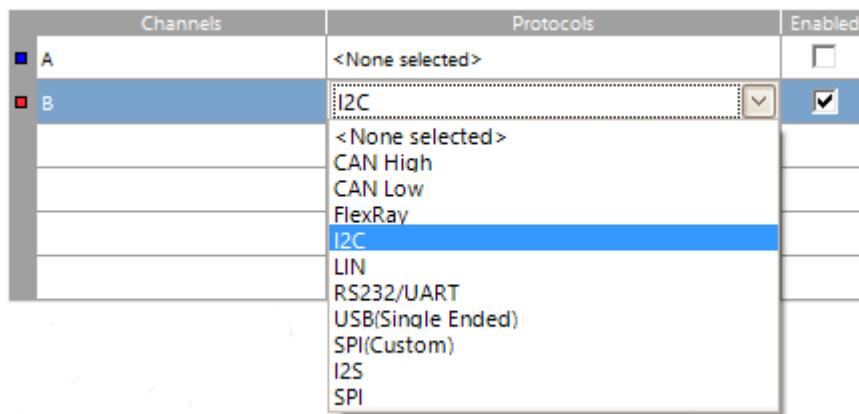 Channels Protocols Enabled
A <None selected>
B I2C
<None selected>
CAN High
CAN Low
FlexRay
I2C
LIN
RS232/UART
USB(Single Ended)
SPI(Custom)
I2S
SPI